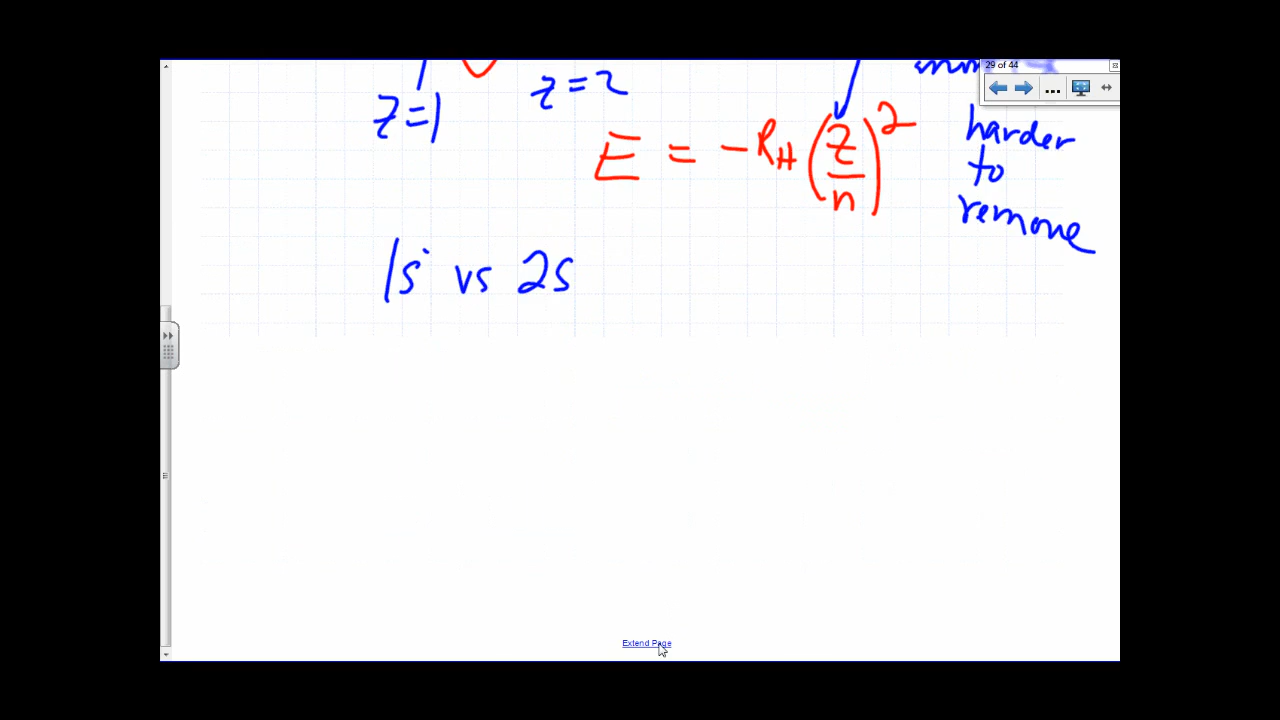 29 of 44
z=1
z=2
E = -R_H (z/n)^2
harder
to
remove
1s vs 2s
Extend Page